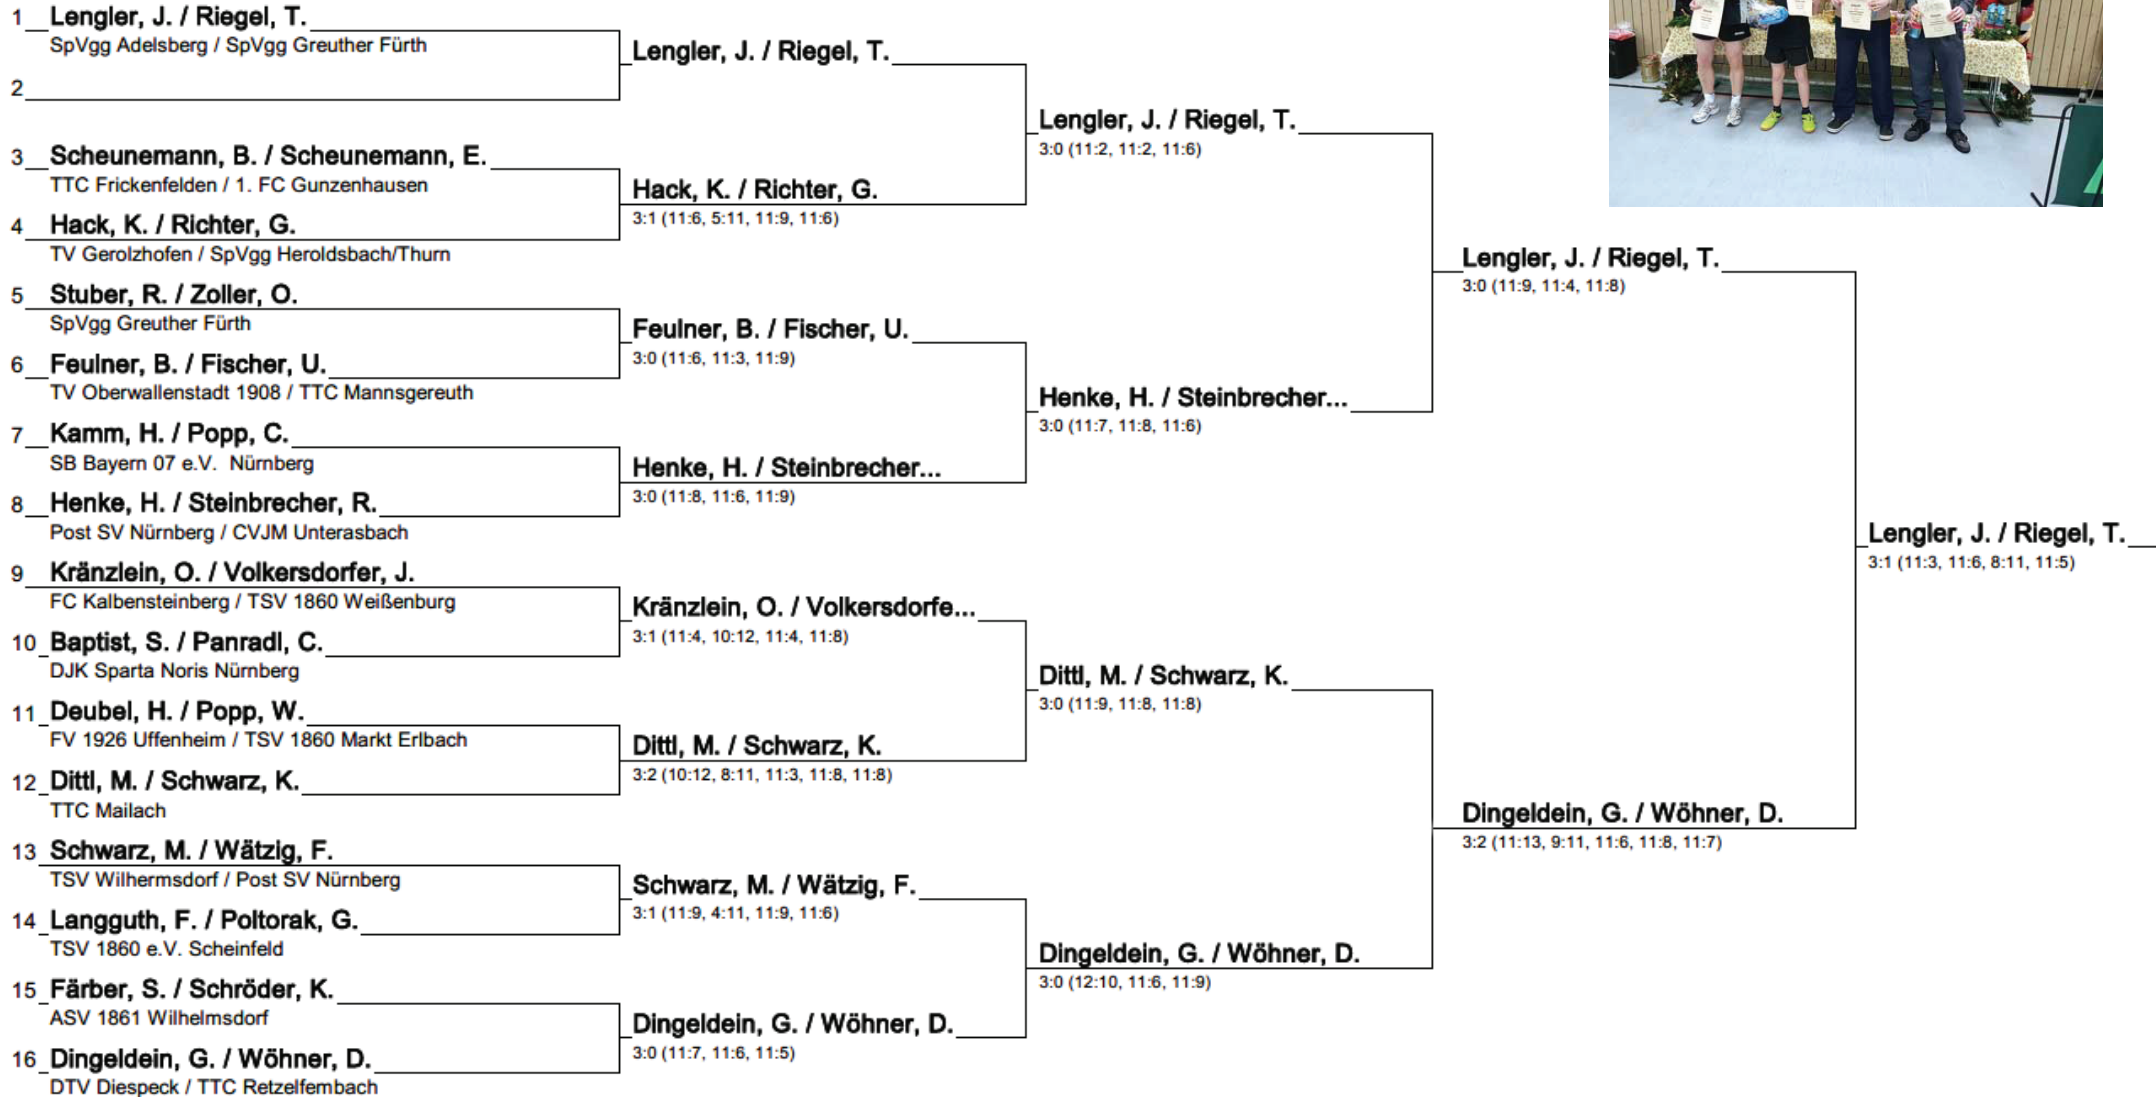 1 Lengler, J. / Riegel, T.
SpVgg Adelsberg / SpVgg Greuther Fürth
2
3 Scheunemann, B. / Scheunemann, E.
TTC Frickenfelden / 1. FC Gunzenhausen
4 Hack, K. / Richter, G.
TV Gerolzhofen / SpVgg Heroldsbach/Thurn
5 Stuber, R. / Zoller, O.
SpVgg Greuther Fürth
6 Feulner, B. / Fischer, U.
TV Oberwallenstadt 1908 / TTC Mannsgereuth
7 Kamm, H. / Popp, C.
SB Bayern 07 e.V. Nürnberg
8 Henke, H. / Steinbrecher, R.
Post SV Nürnberg / CVJM Unterasbach
9 Kränzlein, O. / Volkersdorfer, J.
FC Kalbensteinberg / TSV 1860 Weißenburg
10 Baptist, S. / Panradl, C.
DJK Sparta Noris Nürnberg
11 Deubel, H. / Popp, W.
FV 1926 Uffenheim / TSV 1860 Markt Erlbach
12 Dittl, M. / Schwarz, K.
TTC Mailach
13 Schwarz, M. / Wätzig, F.
TSV Wilhermsdorf / Post SV Nürnberg
14 Langguth, F. / Poltorak, G.
TSV 1860 e.V. Scheinfeld
15 Färber, S. / Schröder, K.
ASV 1861 Wilhelmsdorf
16 Dingeldein, G. / Wöhner, D.
DTV Diespeck / TTC Retzelfembach
Lengler, J. / Riegel, T.
Hack, K. / Richter, G.
3:1 (11:6, 5:11, 11:9, 11:6)
Feulner, B. / Fischer, U.
3:0 (11:6, 11:3, 11:9)
Henke, H. / Steinbrecher...
3:0 (11:8, 11:6, 11:9)
Kränzlein, O. / Volkersdorfe...
3:1 (11:4, 10:12, 11:4, 11:8)
Dittl, M. / Schwarz, K.
3:2 (10:12, 8:11, 11:3, 11:8, 11:8)
Schwarz, M. / Wätzig, F.
3:1 (11:9, 4:11, 11:9, 11:6)
Dingeldein, G. / Wöhner, D.
3:0 (11:7, 11:6, 11:5)
Lengler, J. / Riegel, T.
3:0 (11:2, 11:2, 11:6)
Henke, H. / Steinbrecher...
3:0 (11:7, 11:8, 11:6)
Dittl, M. / Schwarz, K.
3:0 (11:9, 11:8, 11:8)
Dingeldein, G. / Wöhner, D.
3:0 (12:10, 11:6, 11:9)
Lengler, J. / Riegel, T.
3:0 (11:9, 11:4, 11:8)
Dingeldein, G. / Wöhner, D.
3:2 (11:13, 9:11, 11:6, 11:8, 11:7)
Lengler, J. / Riegel, T.
3:1 (11:3, 11:6, 8:11, 11:5)